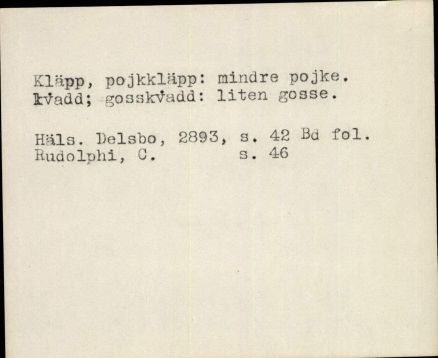 Kläpp, pojkkläpp: mindre pojke.
kvadd; gosskvadd: liten gosse.
Häls. Delsbo, 2893, s. 42 Bd fol.
Rudolphi, C. s. 46